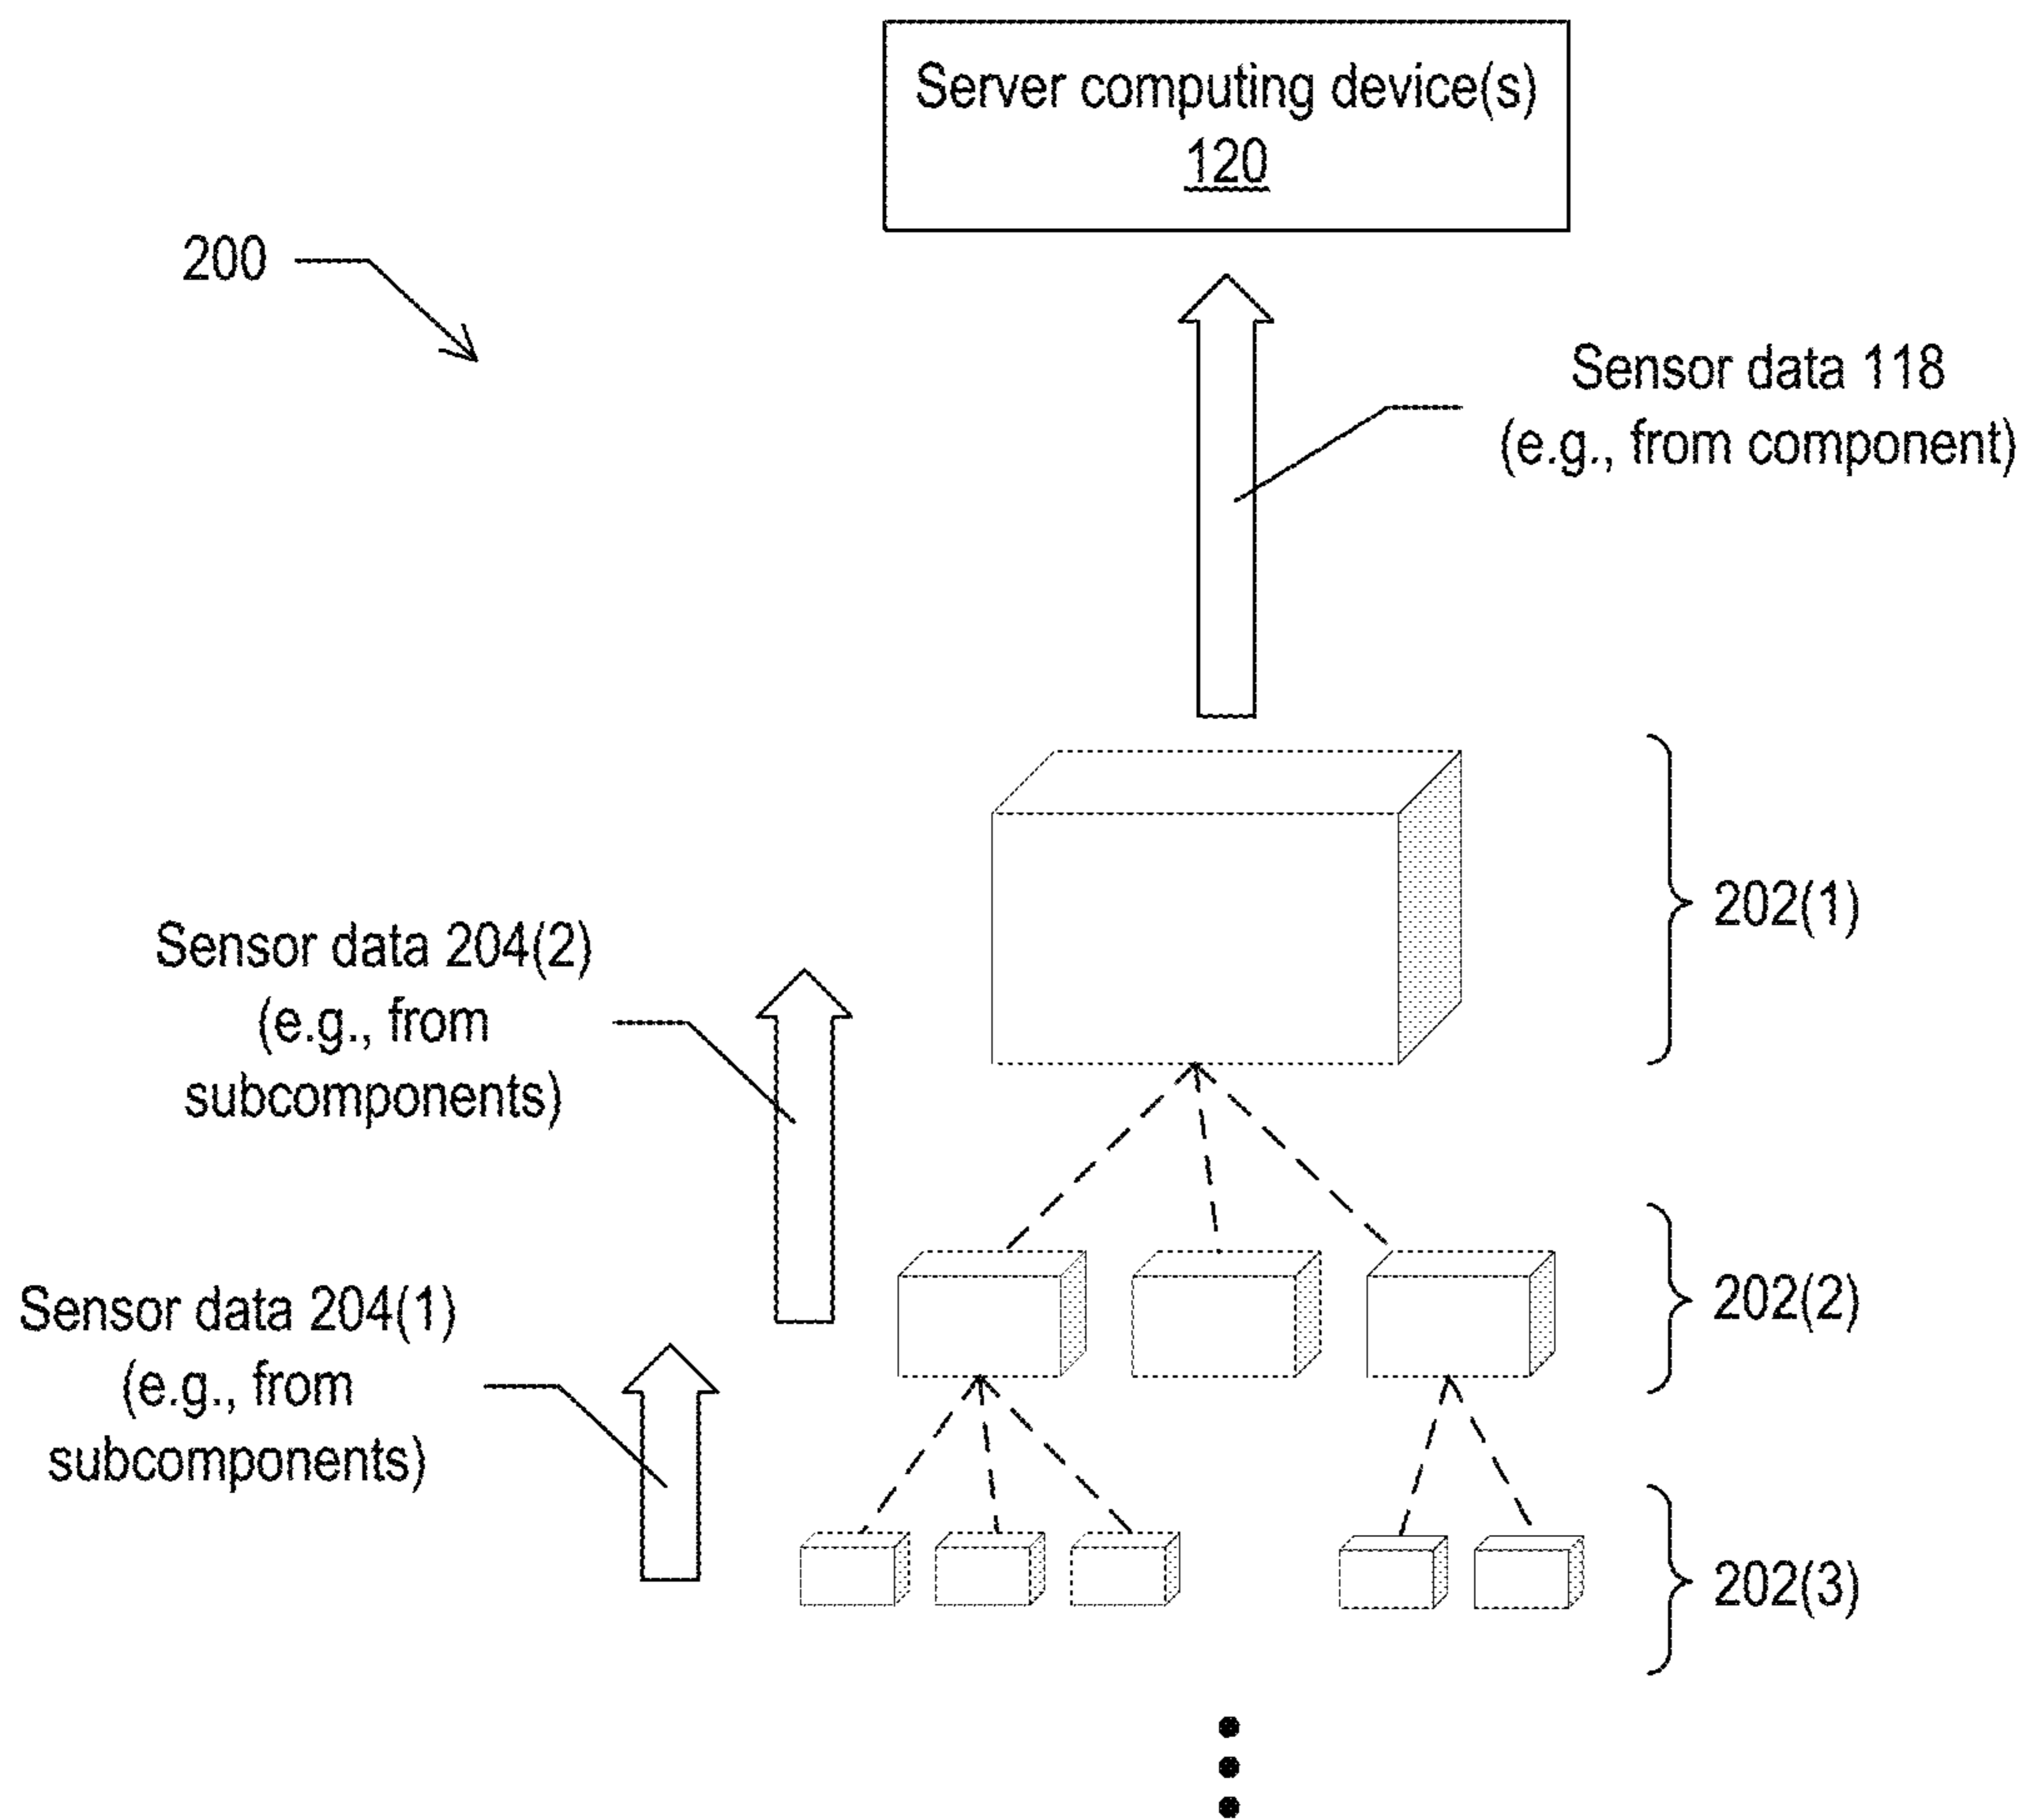 Server computing device(s)
120
200
Sensor data 118
(e.g., from component)
202(1)
Sensor data 204(2)
(e.g., from
subcomponents)
202(2)
Sensor data 204(1)
(e.g., from
subcomponents)
202(3)